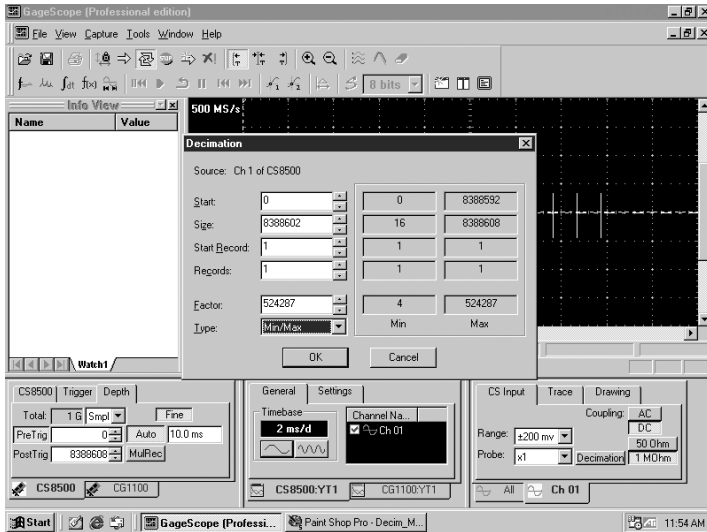 GageScope (Professional edition)
File View Capture Tools Window Help
8 bits
Info View
Name Value
500 MS/s
Decimation
Source: Ch 1 of CS8500
Start: 0 0 8388592
Size: 8388602 16 8388608
Start Record: 1 1 1
Records: 1 1 1
Factor: 524287 4 524287
Type: Min/Max Min Max
OK Cancel
Watch1
CS8500 Trigger Depth
Total: 1 G Smpl Fine
PreTrig 0 Auto 10.0 ms
PostTrig 8388608 MulRec
CS8500 CG1100
General Settings
Timebase
2 ms/d
Channel Na...
Ch 01
CS8500:YT1 CG1100:YT1
CS Input Trace Drawing
Coupling: AC
DC
Range: ±200 mv 50 Ohm
Probe: x1 Decimation 1 MOhm
All Ch 01
Start GageScope (Professi... Paint Shop Pro - Decim_M... 11:54 AM